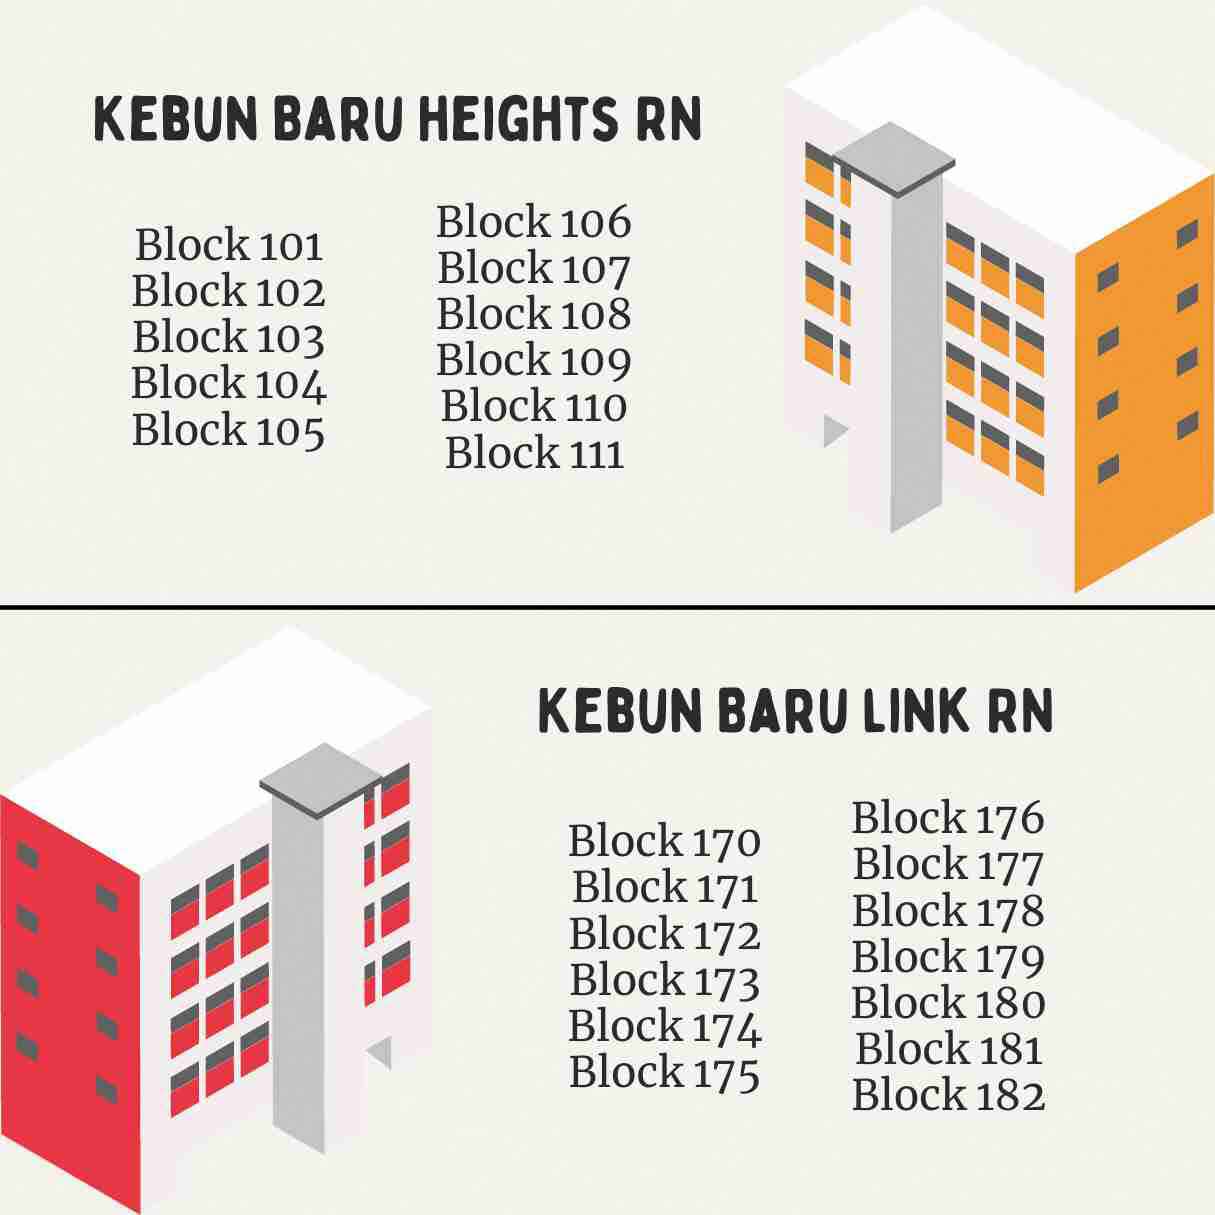 KEBUN BARU HEIGHTS RN
Block 101
Block 102
Block 103
Block 104
Block 105
Block 106
Block 107
Block 108
Block 109
Block 110
Block 111
KEBUN BARU LINK RN
Block 170
Block 171
Block 172
Block 173
Block 174
Block 175
Block 176
Block 177
Block 178
Block 179
Block 180
Block 181
Block 182